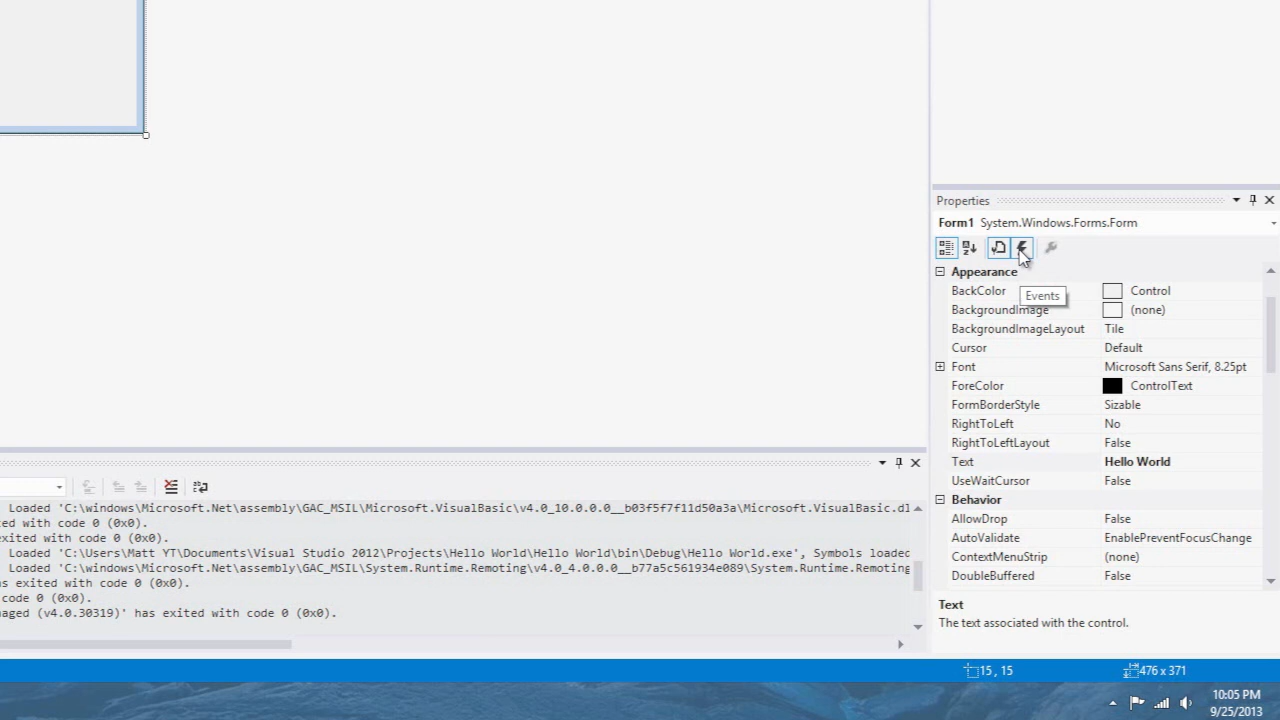 Properties
Form1 System.Windows.Forms.Form
Appearance
BackColor Control
Events
BackgroundImage (none)
BackgroundImageLayout Tile
Cursor Default
Font Microsoft Sans Serif, 8.25pt
ForeColor ControlText
FormBorderStyle Sizable
RightToLeft No
RightToLeftLayout False
Text Hello World
UseWaitCursor False
Behavior
AllowDrop False
AutoValidate EnablePreventFocusChange
ContextMenuStrip (none)
DoubleBuffered False
Text
The text associated with the control.
Loaded 'C:\windows\Microsoft.Net\assembly\GAC_MSIL\Microsoft.VisualBasic\v4.0_10.0.0.0__b03f5f7f11d50a3a\Microsoft.VisualBasic.dl
ted with code 0 (0x0).
exited with code 0 (0x0).
Loaded 'C:\Users\Matt YT\Documents\Visual Studio 2012\Projects\Hello World\Hello World\bin\Debug\Hello World.exe', Symbols loaded
Loaded 'C:\windows\Microsoft.Net\assembly\GAC_MSIL\System.Runtime.Remoting\v4.0_4.0.0.0__b77a5c561934e089\System.Runtime.Remoting
as exited with code 0 (0x0).
code 0 (0x0).
naged (v4.0.30319)' has exited with code 0 (0x0).
15 , 15
476 x 371
10:05 PM
9/25/2013